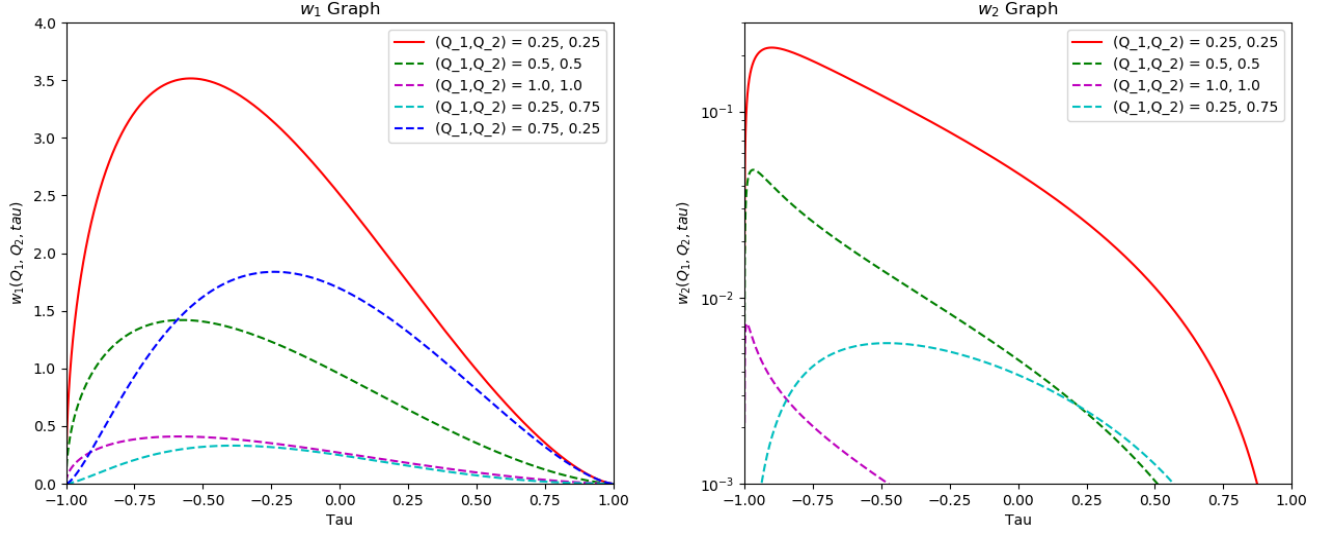 w₁ Graph
4.0
3.5
3.0
2.5
2.0
1.5
1.0
0.5
0.0
w₁(Q₁, Q₂, tau)
(Q_1,Q_2) = 0.25, 0.25
(Q_1,Q_2) = 0.5, 0.5
(Q_1,Q_2) = 1.0, 1.0
(Q_1,Q_2) = 0.25, 0.75
(Q_1,Q_2) = 0.75, 0.25
−1.00 −0.75 −0.50 −0.25 0.00 0.25 0.50 0.75 1.00
Tau
w₂ Graph
10⁻¹
10⁻²
10⁻³
w₂(Q₁, Q₂, tau)
(Q_1,Q_2) = 0.25, 0.25
(Q_1,Q_2) = 0.5, 0.5
(Q_1,Q_2) = 1.0, 1.0
(Q_1,Q_2) = 0.25, 0.75
−1.00 −0.75 −0.50 −0.25 0.00 0.25 0.50 0.75 1.00
Tau